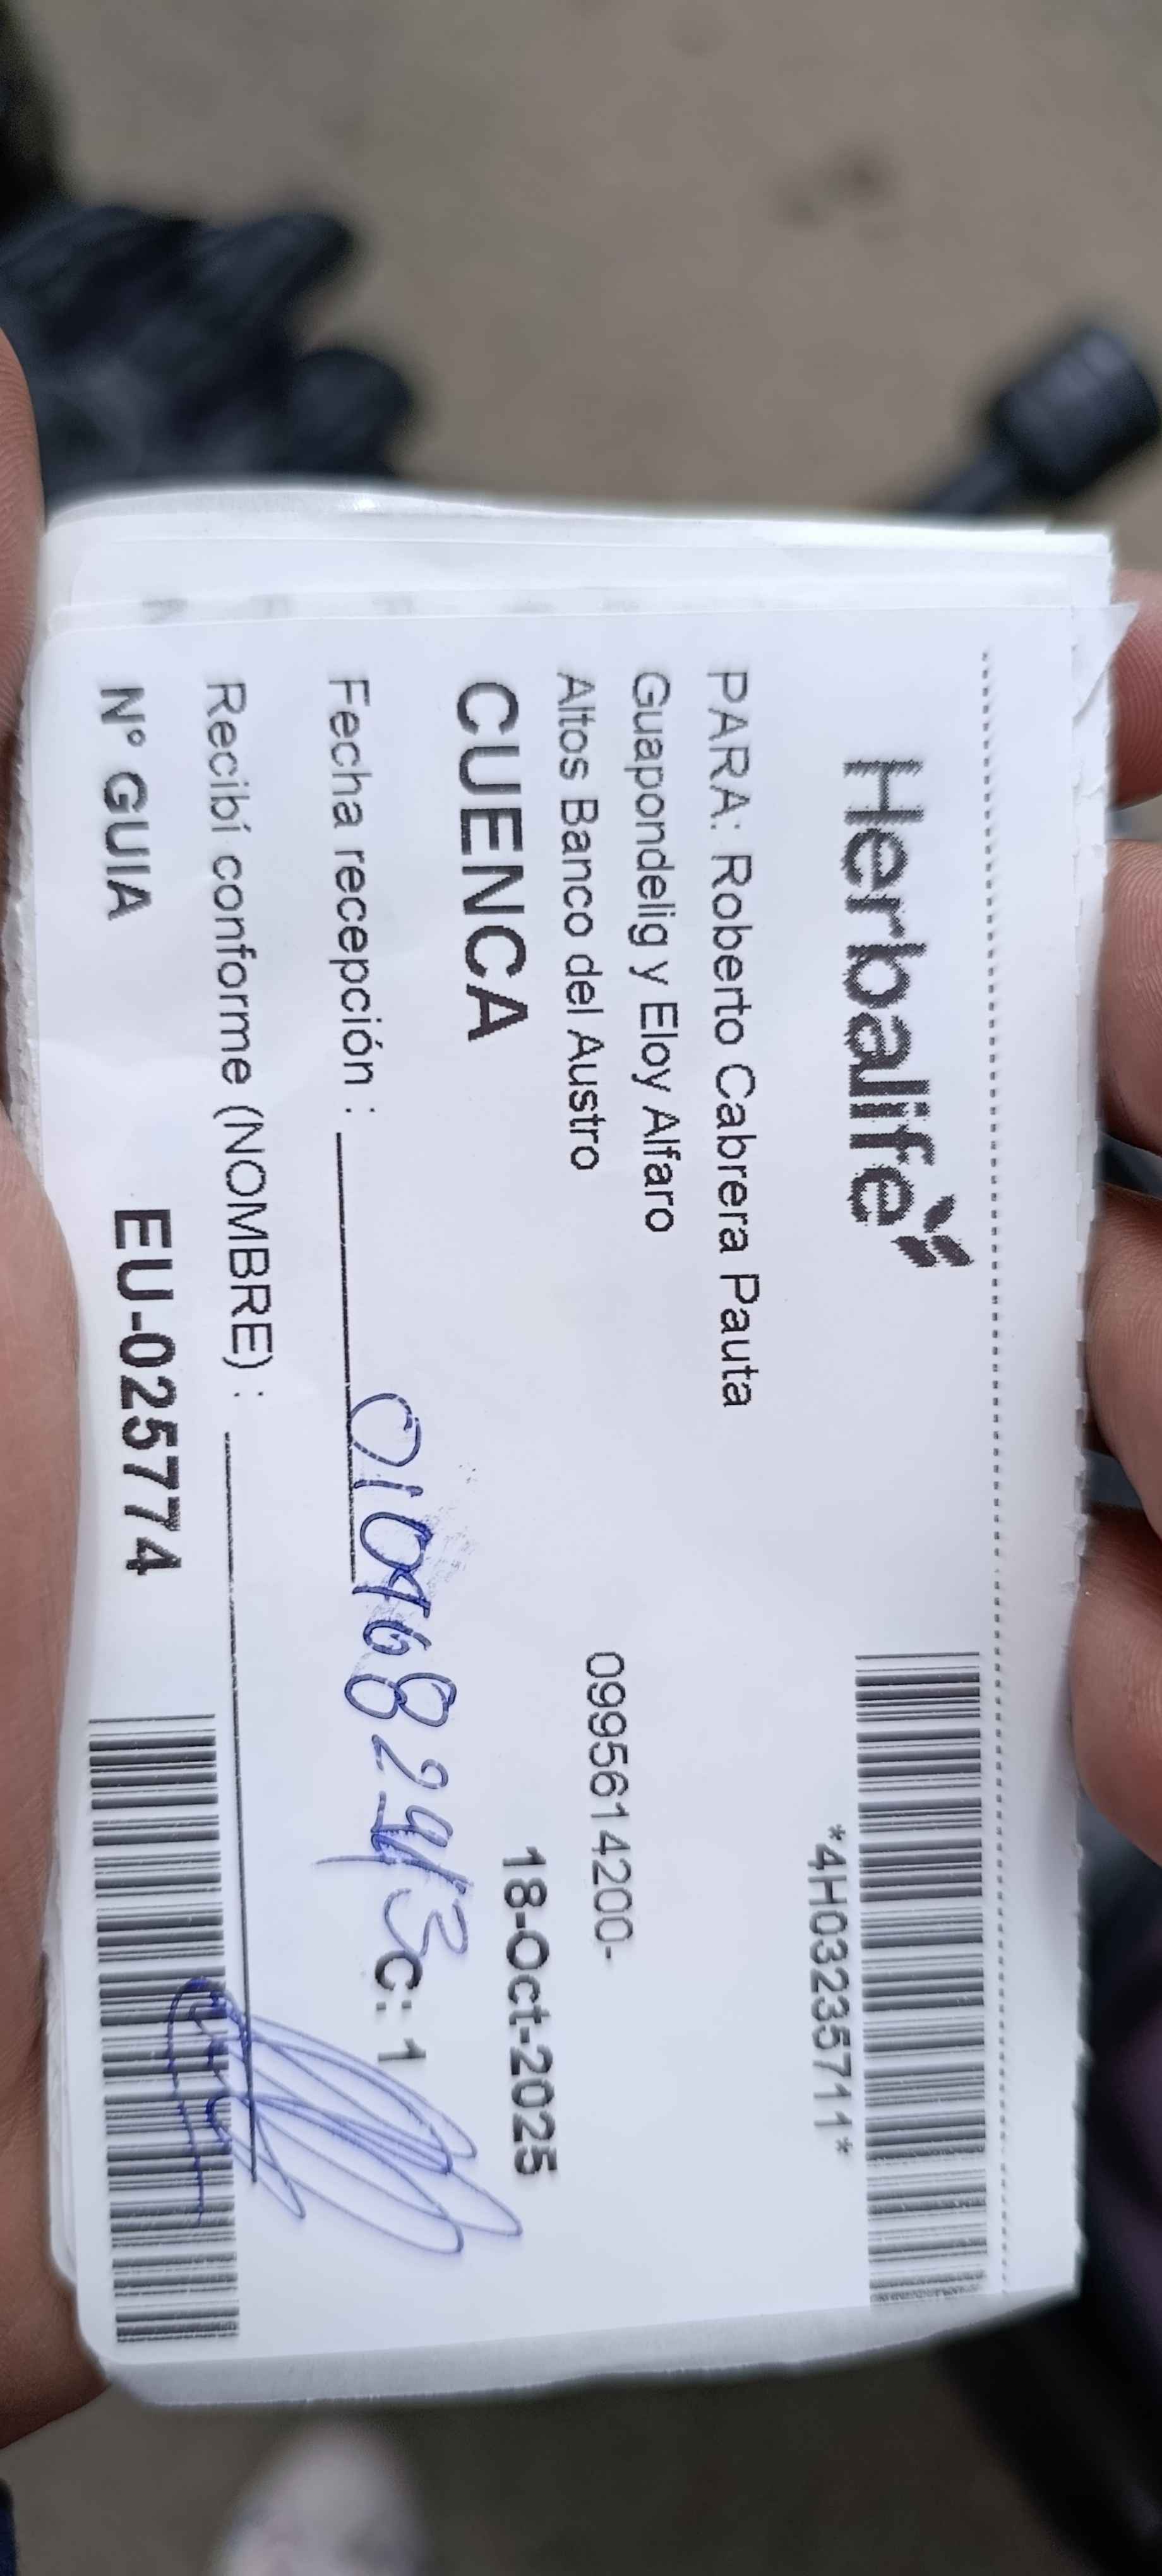 Herbalife
*4H03235711*
PARA: Roberto Cabrera Pauta
Guapondelig y Eloy Alfaro
Altos Banco del Austro
0995614200-
CUENCA
18-Oct-2025
Fecha recepción :
C: 1
Recibí conforme (NOMBRE) :
N° GUIA EU-025774